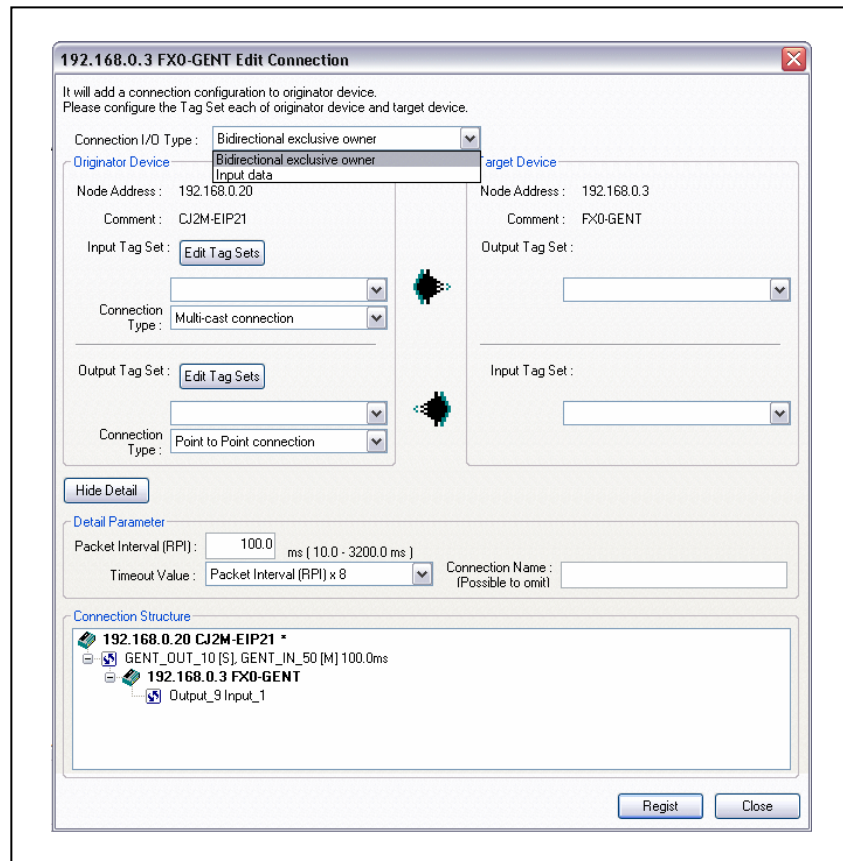 192.168.0.3 FX0-GENT Edit Connection
It will add a connection configuration to originator device.
Please configure the Tag Set each of originator device and target device.
Connection I/O Type : Bidirectional exclusive owner
Bidirectional exclusive owner
Input data
Originator Device
Node Address : 192.168.0.20
Comment : CJ2M-EIP21
Input Tag Set : Edit Tag Sets
Connection Type : Multi-cast connection
Output Tag Set : Edit Tag Sets
Connection Type : Point to Point connection
Target Device
Node Address : 192.168.0.3
Comment : FX0-GENT
Output Tag Set :
Input Tag Set :
Hide Detail
Detail Parameter
Packet Interval (RPI) : 100.0 ms ( 10.0 - 3200.0 ms )
Timeout Value : Packet Interval (RPI) x 8
Connection Name :
(Possible to omit)
Connection Structure
192.168.0.20 CJ2M-EIP21 *
GENT_OUT_10 [S], GENT_IN_50 [M] 100.0ms
192.168.0.3 FX0-GENT
Output_9 Input_1
Regist
Close